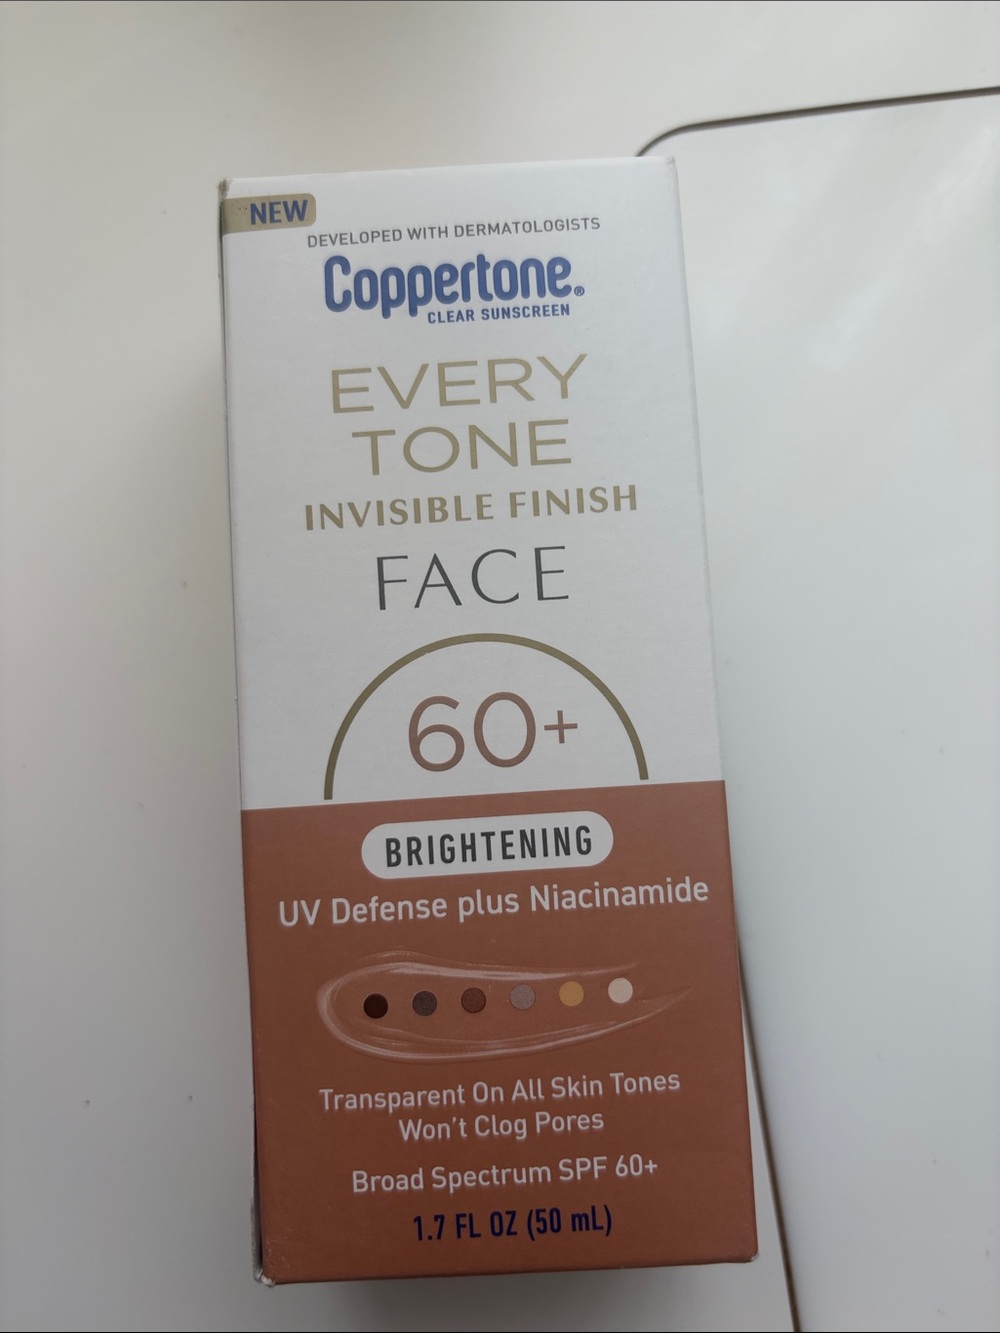 NEW
DEVELOPED WITH DERMATOLOGISTS
Coppertone®
CLEAR SUNSCREEN
EVERY
TONE
INVISIBLE FINISH
FACE
60+
BRIGHTENING
UV Defense plus Niacinamide
Transparent On All Skin Tones
Won't Clog Pores
Broad Spectrum SPF 60+
1.7 FL OZ (50 mL)